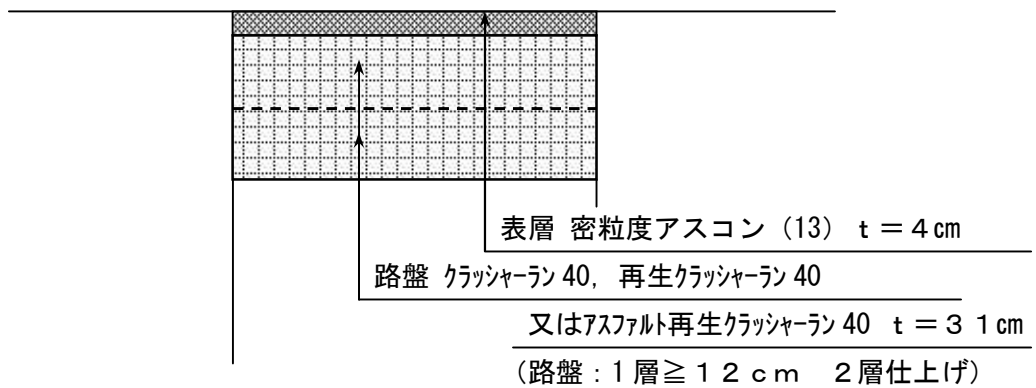 表層 密粒度アスコン (13) ｔ＝４㎝
路盤 ｸﾗｯｼｬｰﾗﾝ 40, 再生ｸﾗｯｼｬｰﾗﾝ 40
又はｱｽﾌｧﾙﾄ再生ｸﾗｯｼｬｰﾗﾝ 40 ｔ＝３１㎝
(路盤：1層≧１２ｃｍ　２層仕上げ)